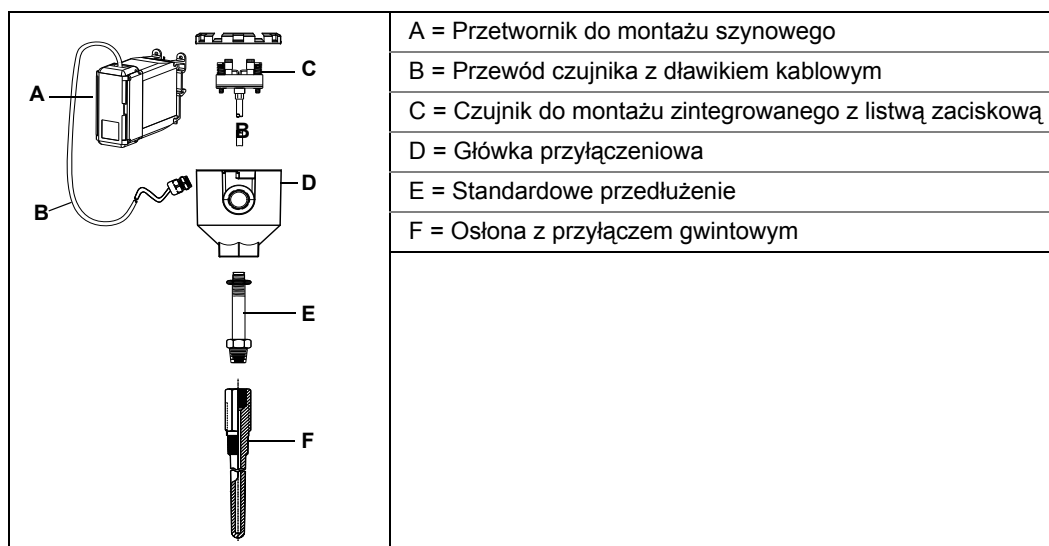 A
B
C
B
D
E
F
A = Przetwornik do montażu szynowego
B = Przewód czujnika z dławikiem kablowym
C = Czujnik do montażu zintegrowanego z listwą zaciskową
D = Główka przyłączeniowa
E = Standardowe przedłużenie
F = Osłona z przyłączem gwintowym